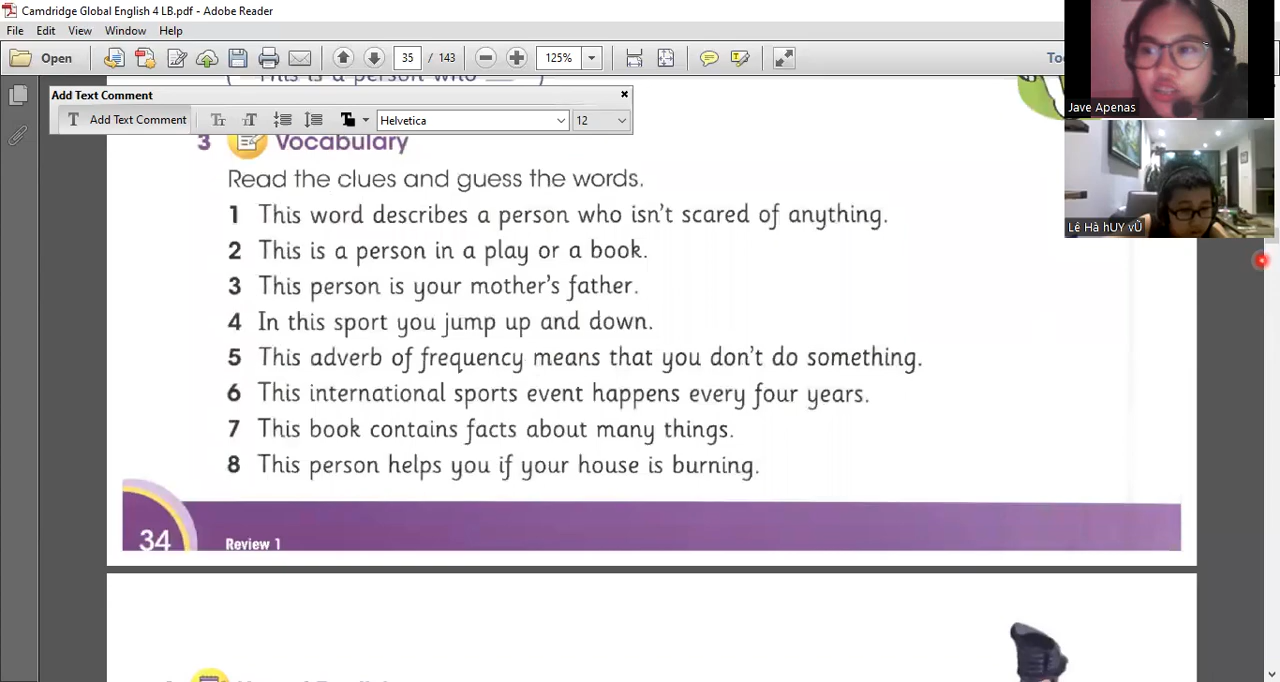 Camdridge Global English 4 LB.pdf - Adobe Reader
File Edit View Window Help
Open 35 / 143 125%
This is a person who ___
Add Text Comment
Add Text Comment Helvetica 12
3 Vocabulary
Read the clues and guess the words.
1 This word describes a person who isn't scared of anything.
2 This is a person in a play or a book.
3 This person is your mother's father.
4 In this sport you jump up and down.
5 This adverb of frequency means that you don't do something.
6 This international sports event happens every four years.
7 This book contains facts about many things.
8 This person helps you if your house is burning.
34 Review 1
Jave Apenas
Lê Hà hUY vŨ